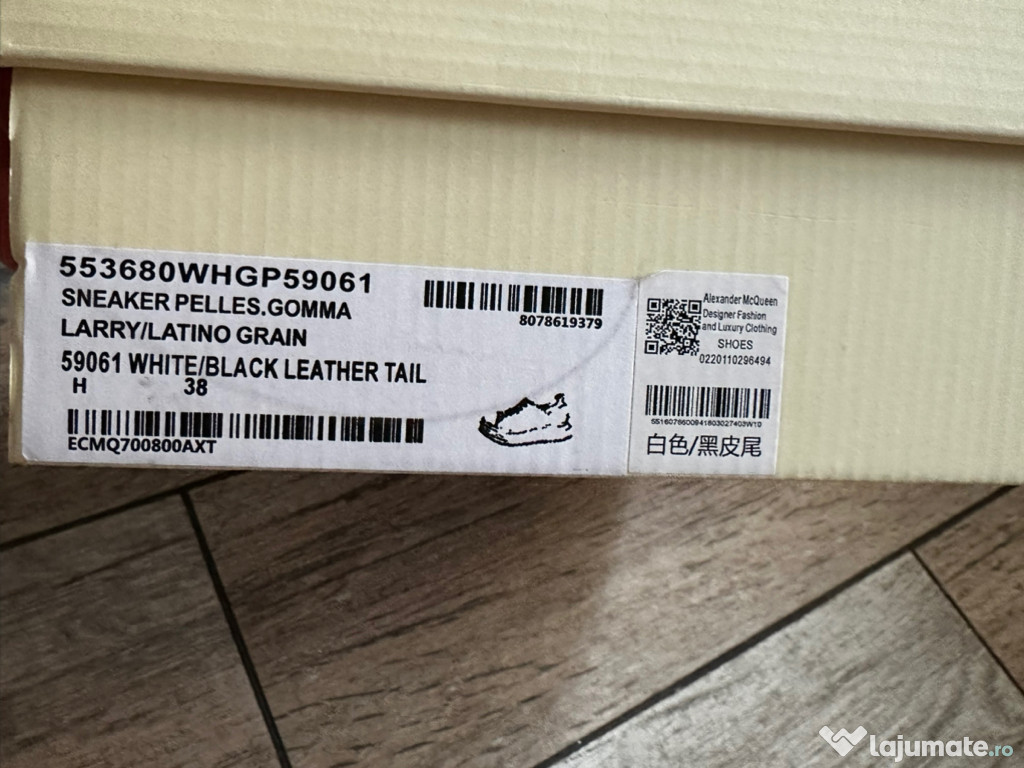 553680WHGP59061
SNEAKER PELLES.GOMMA
LARRY/LATINO GRAIN
59061 WHITE/BLACK LEATHER TAIL
H 38
ECMQ700800AXT
8078619379
Alexander McQueen
Designer Fashion
and Luxury Clothing
SHOES
0220110296494
5516078600941803027403W10
白色/黑皮尾
lajumate.ro